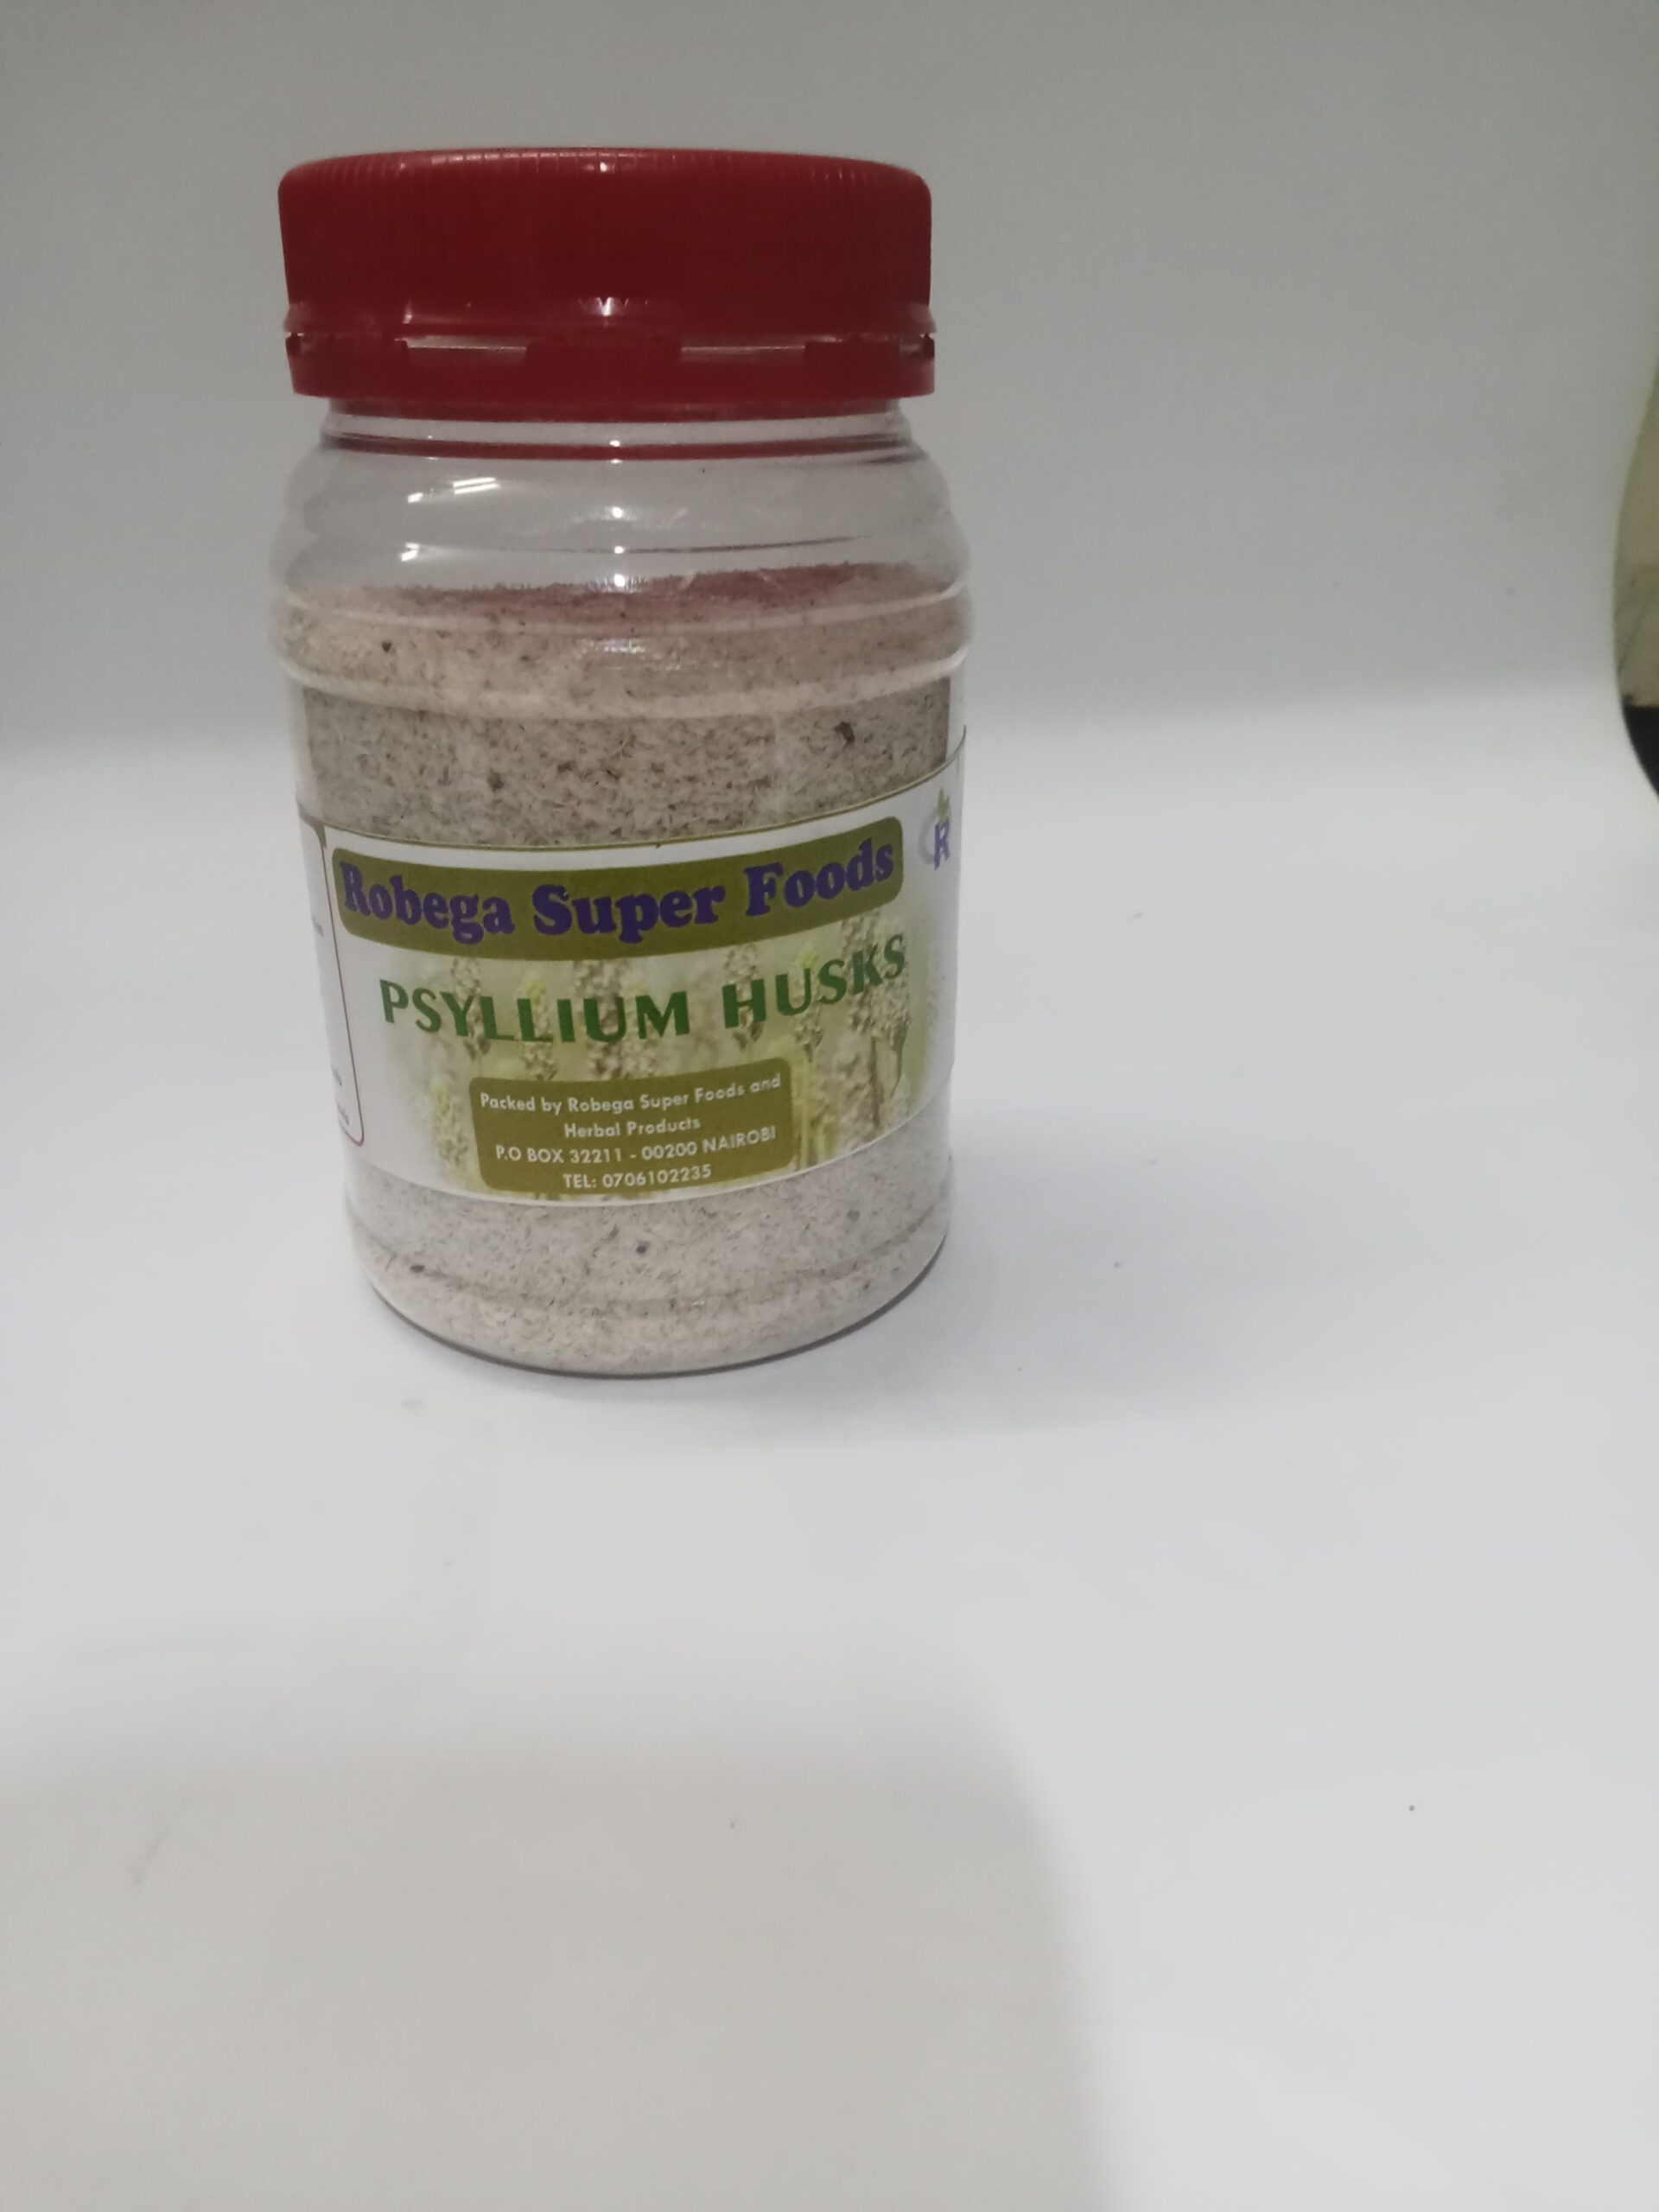 Robega Super Foods
R
PSYLLIUM HUSKS
Packed by Robega Super Foods and
Herbal Products
P.O BOX 32211 - 00200 NAIROBI
TEL: 0706102235